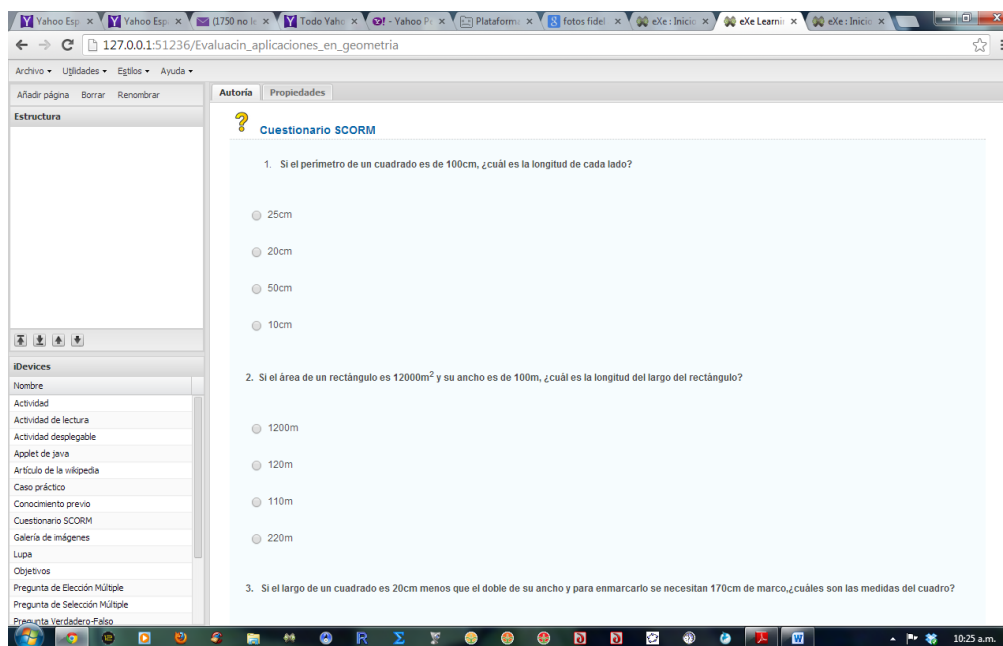 Yahoo Esp
Yahoo Esp
(1750 no le
Todo Yaho
- Yahoo Po
Plataforma
fotos fidel
eXe : Inicio
eXe Learnin
eXe : Inicio
127.0.0.1:51236/Evaluacin_aplicaciones_en_geometria
Archivo Utilidades Estilos Ayuda
Añadir página Borrar Renombrar
Autoría Propiedades
Estructura
Cuestionario SCORM
1. Si el perímetro de un cuadrado es de 100cm, ¿cuál es la longitud de cada lado?
25cm
20cm
50cm
10cm
2. Si el área de un rectángulo es 12000m² y su ancho es de 100m, ¿cuál es la longitud del largo del rectángulo?
1200m
120m
110m
220m
3. Si el largo de un cuadrado es 20cm menos que el doble de su ancho y para enmarcarlo se necesitan 170cm de marco,¿cuáles son las medidas del cuadro?
iDevices
Nombre
Actividad
Actividad de lectura
Actividad desplegable
Applet de java
Artículo de la wikipedia
Caso práctico
Conocimiento previo
Cuestionario SCORM
Galería de imágenes
Lupa
Objetivos
Pregunta de Elección Múltiple
Pregunta de Selección Múltiple
Pregunta Verdadero-Falso
10:25 a.m.